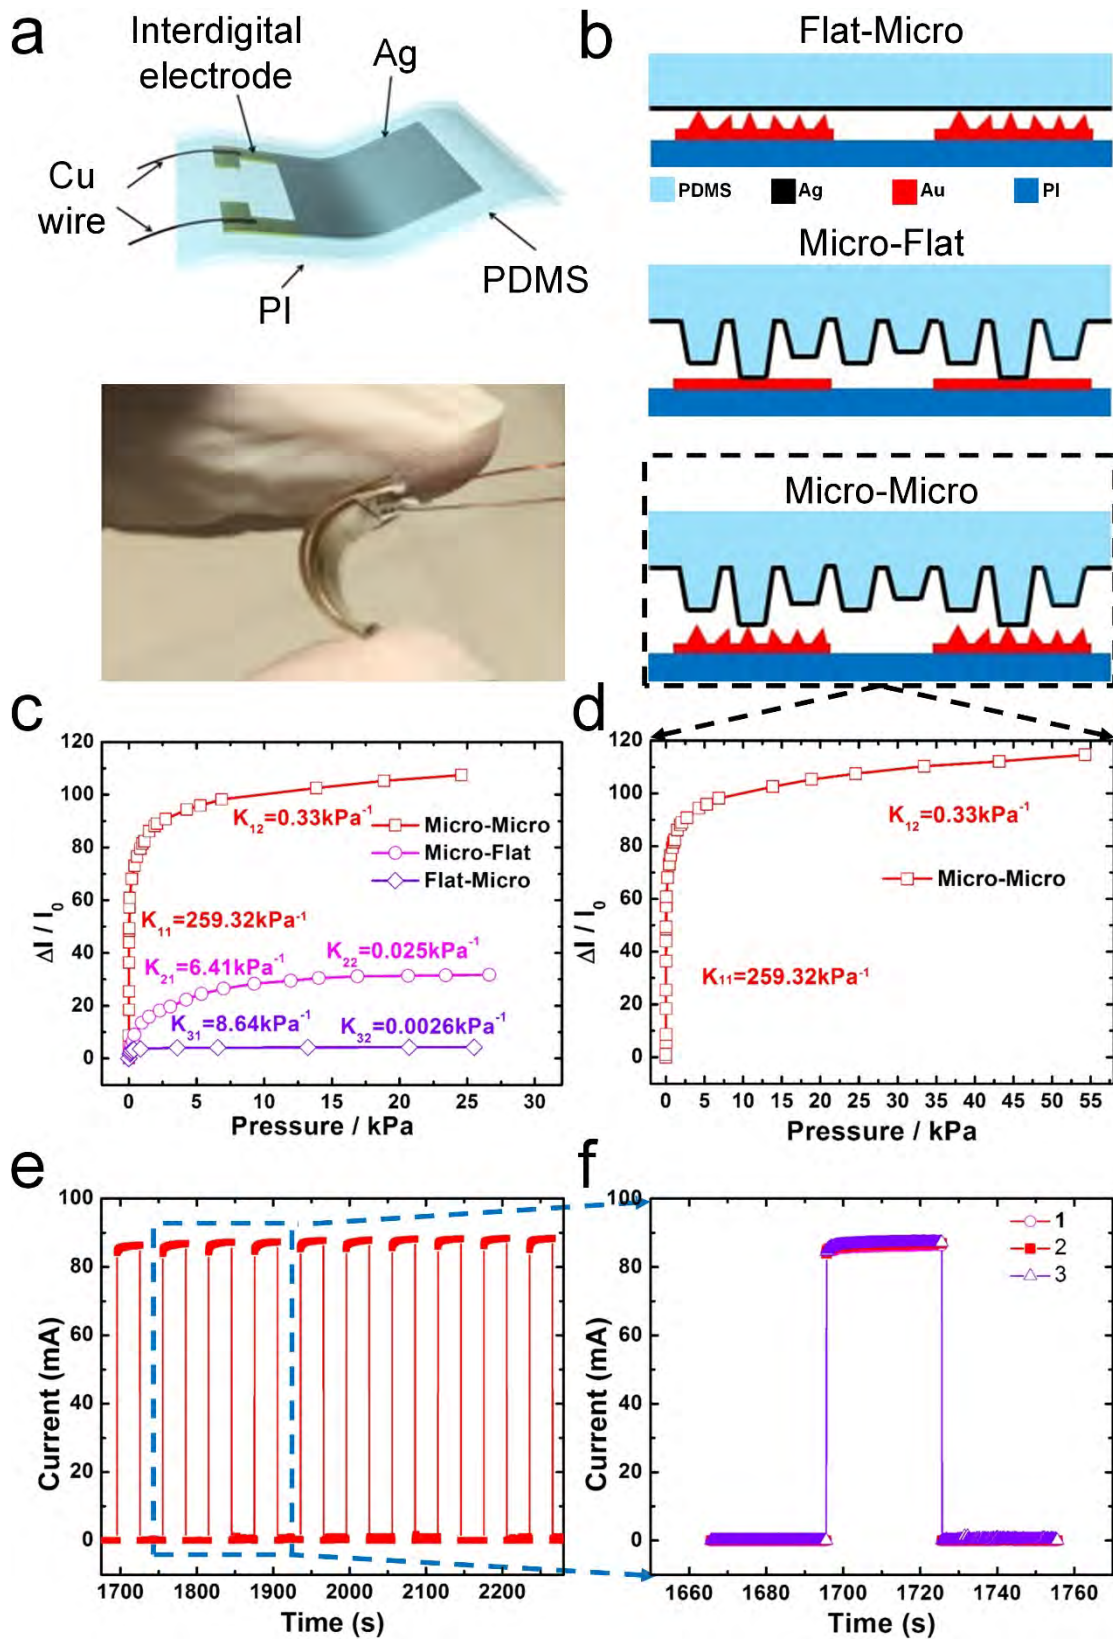 a
Interdigital
electrode
Ag
Cu
wire
PI
PDMS
b
Flat-Micro
PDMS Ag Au PI
Micro-Flat
Micro-Micro
c
120
100
80
60
40
20
0
ΔI / I₀
K₁₂=0.33kPa⁻¹
Micro-Micro
Micro-Flat
Flat-Micro
K₁₁=259.32kPa⁻¹
K₂₁=6.41kPa⁻¹
K₂₂=0.025kPa⁻¹
K₃₁=8.64kPa⁻¹
K₃₂=0.0026kPa⁻¹
0 5 10 15 20 25 30
Pressure / kPa
d
120
100
80
60
40
20
0
ΔI / I₀
K₁₂=0.33kPa⁻¹
Micro-Micro
K₁₁=259.32kPa⁻¹
0 5 10 15 20 25 30 35 40 45 50 55
Pressure / kPa
e
100
80
60
40
20
0
Current (mA)
1700 1800 1900 2000 2100 2200
Time (s)
f
100
80
60
40
20
0
Current (mA)
1
2
3
1660 1680 1700 1720 1740 1760
Time (s)